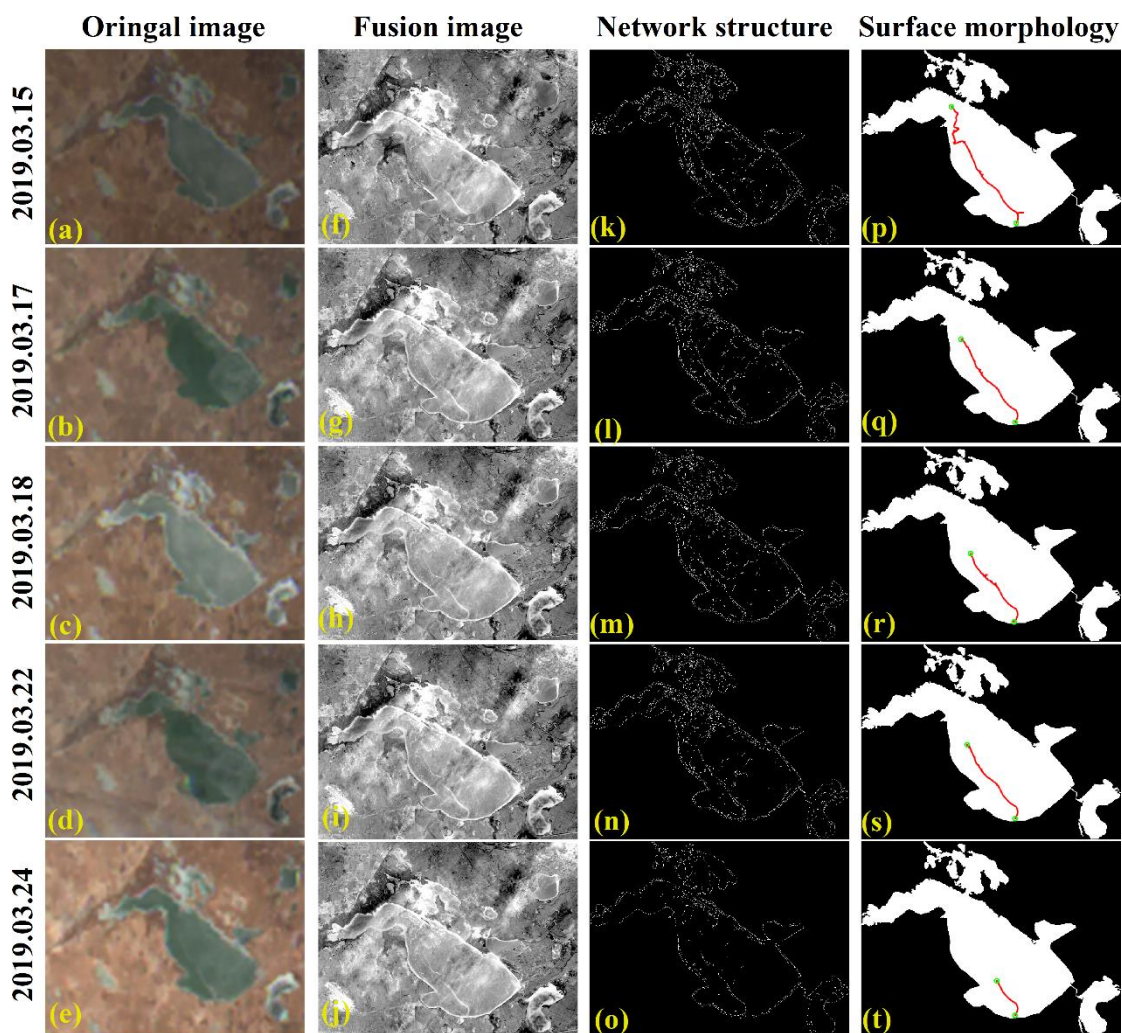 Oringal image Fusion image Network structure Surface morphology
2019.03.15
(a) (f) (k) (p)
2019.03.17
(b) (g) (l) (q)
2019.03.18
(c) (h) (m) (r)
2019.03.22
(d) (i) (n) (s)
2019.03.24
(e) (j) (o) (t)